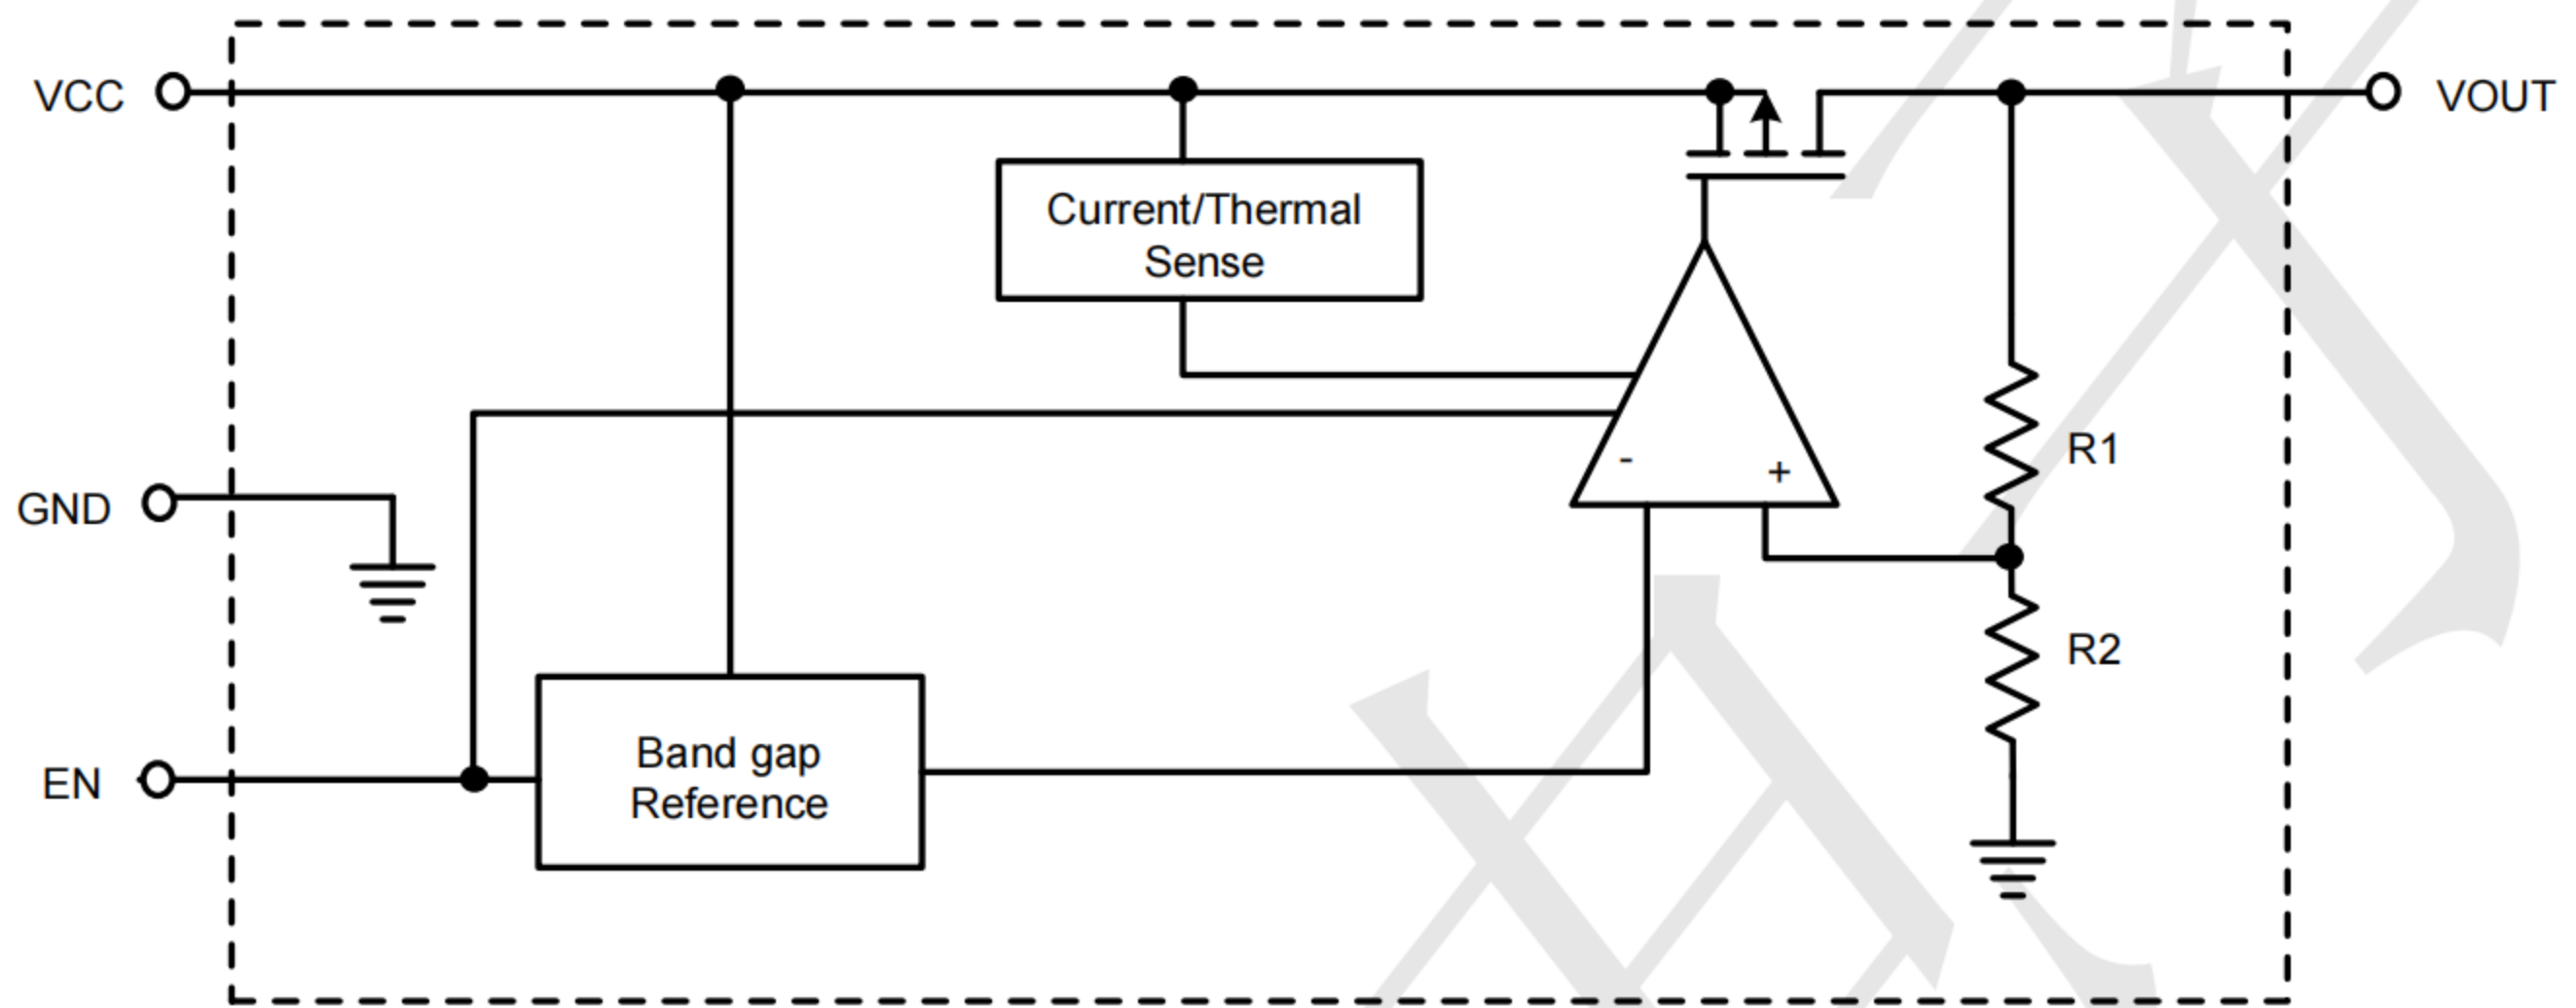 VCC
VOUT
Current/Thermal
Sense
R1
-
+
GND
R2
Band gap
Reference
EN